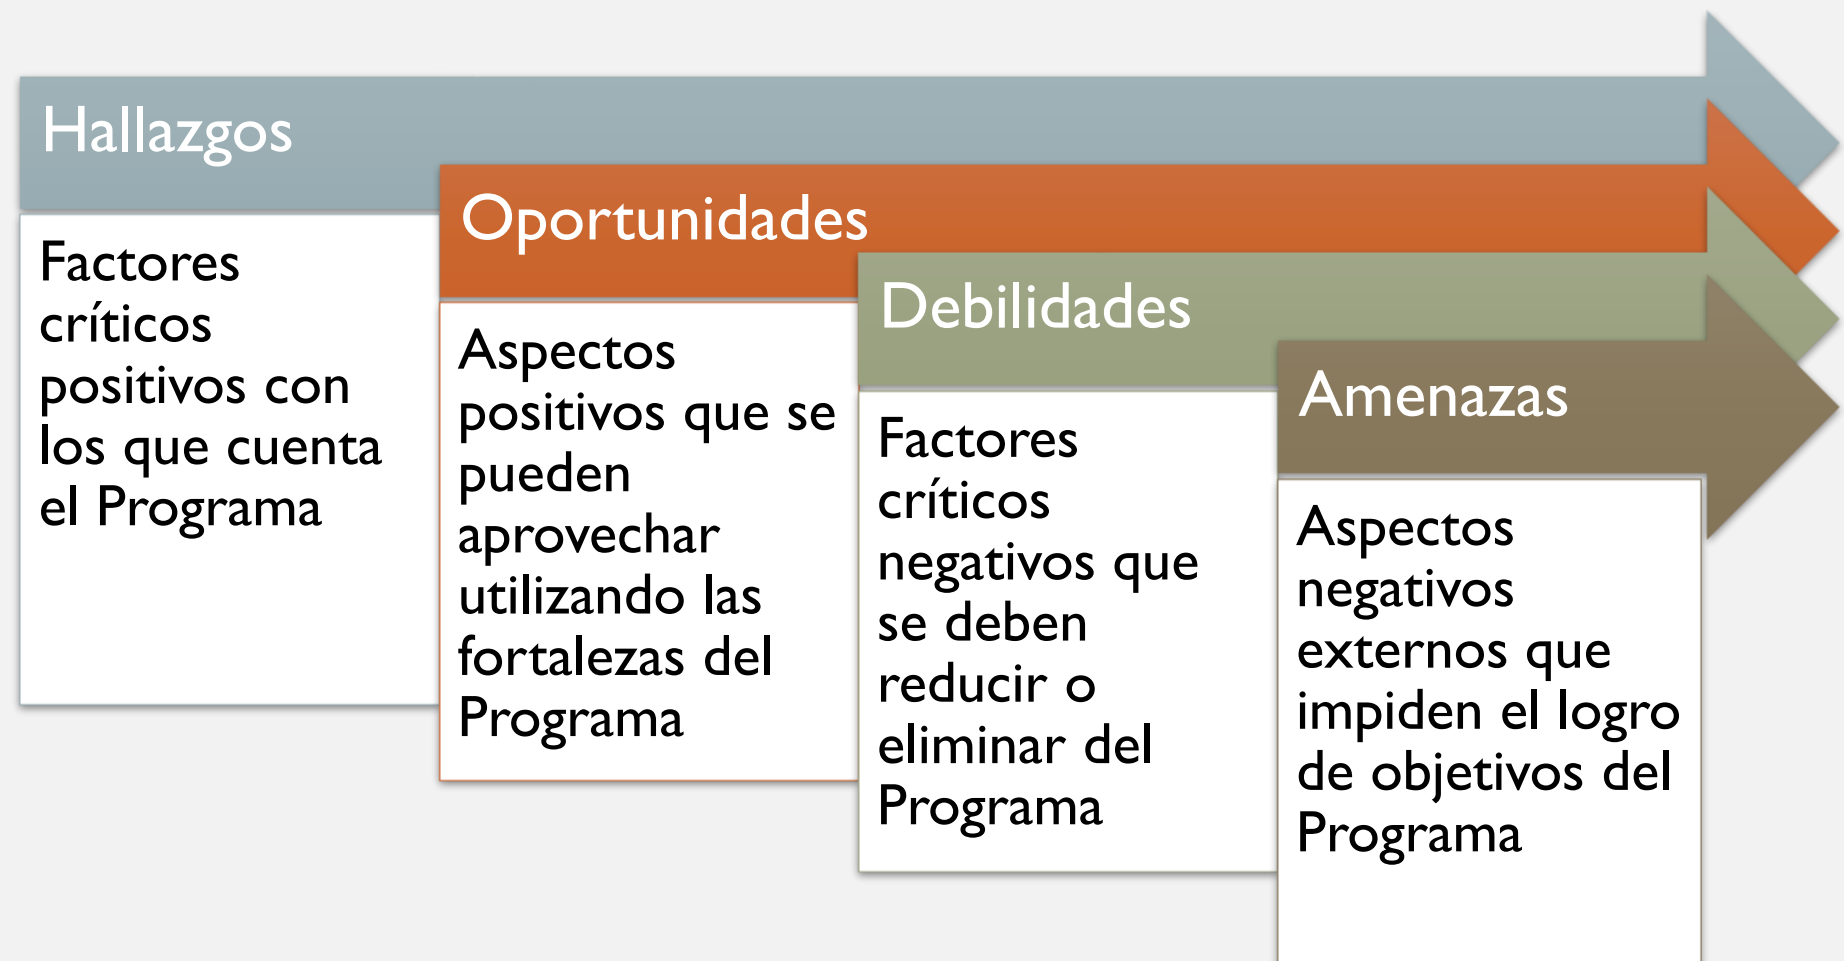 Hallazgos
Factores
críticos
positivos con
los que cuenta
el Programa
Oportunidades
Aspectos
positivos que se
pueden
aprovechar
utilizando las
fortalezas del
Programa
Debilidades
Factores
críticos
negativos que
se deben
reducir o
eliminar del
Programa
Amenazas
Aspectos
negativos
externos que
impiden el logro
de objetivos del
Programa